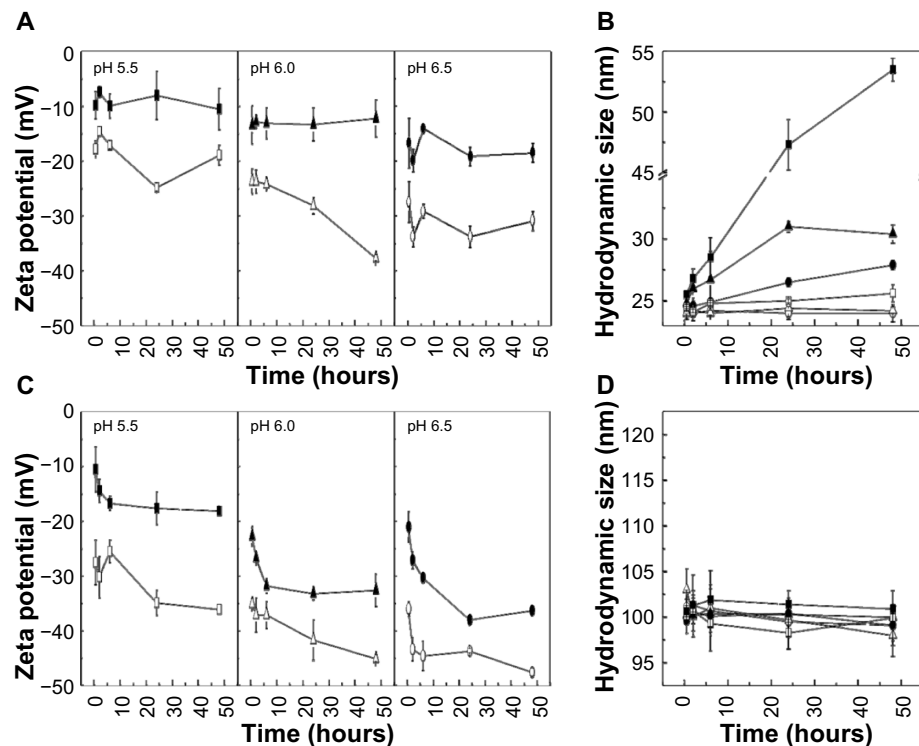 A
Zeta potential (mV)
0
−10
−20
−30
−40
−50
pH 5.5
pH 6.0
pH 6.5
0 10 20 30 40 50 0 10 20 30 40 50 0 10 20 30 40 50
Time (hours)
B
Hydrodynamic size (nm)
55
50
45
30
25
0 10 20 30 40 50
Time (hours)
C
Zeta potential (mV)
0
−10
−20
−30
−40
−50
pH 5.5
pH 6.0
pH 6.5
0 10 20 30 40 50 0 10 20 30 40 50 0 10 20 30 40 50
Time (hours)
D
Hydrodynamic size (nm)
120
115
110
105
100
95
0 10 20 30 40 50
Time (hours)